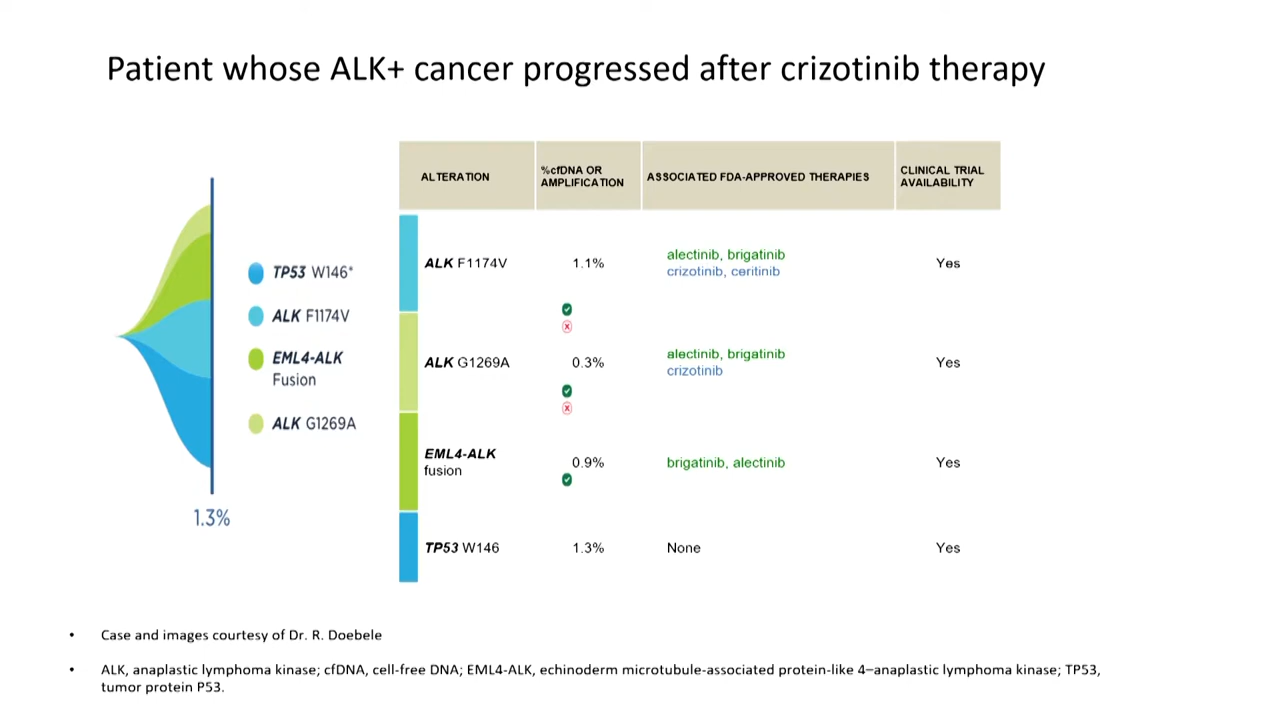 Patient whose ALK+ cancer progressed after crizotinib therapy
TP53 W146*
ALK F1174V
EML4-ALK
Fusion
ALK G1269A
1.3%
ALTERATION
%cfDNA OR
AMPLIFICATION
ASSOCIATED FDA-APPROVED THERAPIES
CLINICAL TRIAL
AVAILABILITY
ALK F1174V
1.1%
alectinib, brigatinib
crizotinib, ceritinib
Yes
ALK G1269A
0.3%
alectinib, brigatinib
crizotinib
Yes
EML4-ALK
fusion
0.9%
brigatinib, alectinib
Yes
TP53 W146
1.3%
None
Yes
• Case and images courtesy of Dr. R. Doebele
• ALK, anaplastic lymphoma kinase; cfDNA, cell-free DNA; EML4-ALK, echinoderm microtubule-associated protein-like 4–anaplastic lymphoma kinase; TP53,
tumor protein P53.